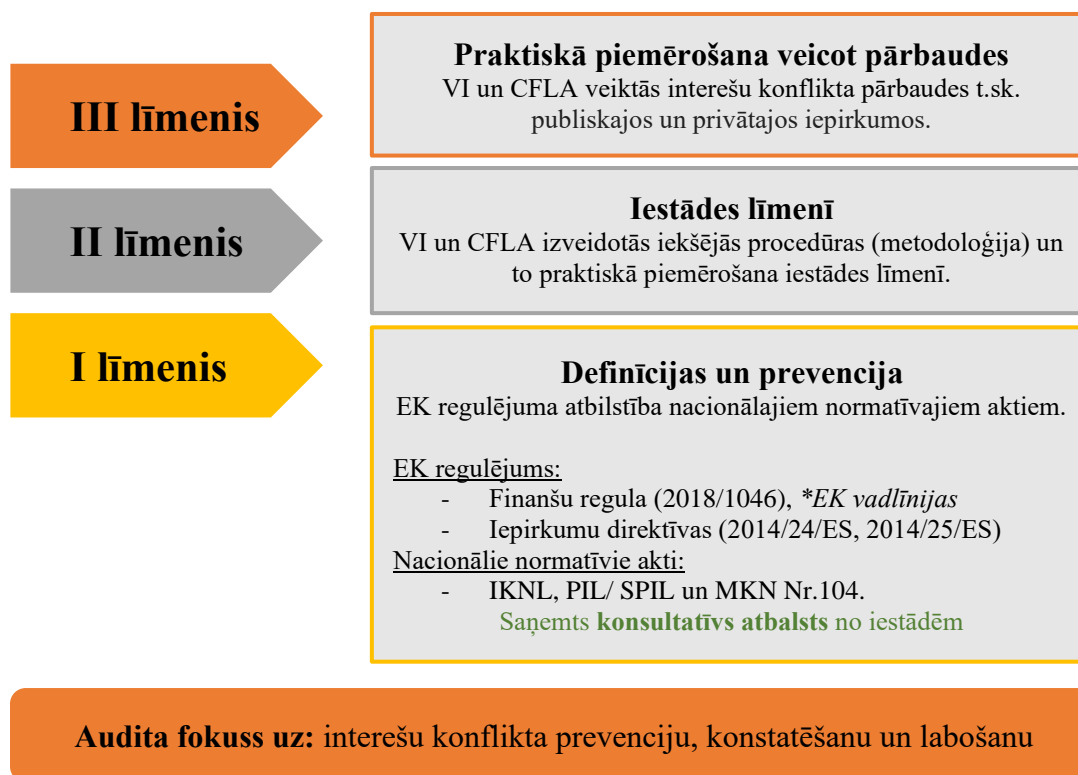 III līmenis
Praktiskā piemērošana veicot pārbaudes
VI un CFLA veiktās interešu konflikta pārbaudes t.sk.
publiskajos un privātajos iepirkumos.
II līmenis
Iestādes līmenī
VI un CFLA izveidotās iekšējās procedūras (metodoloģija) un
to praktiskā piemērošana iestādes līmenī.
I līmenis
Definīcijas un prevencija
EK regulējuma atbilstība nacionālajiem normatīvajiem aktiem.
EK regulējums:
- Finanšu regula (2018/1046), *EK vadlīnijas
- Iepirkumu direktīvas (2014/24/ES, 2014/25/ES)
Nacionālie normatīvie akti:
- IKNL, PIL/ SPIL un MKN Nr.104.
Saņemts konsultatīvs atbalsts no iestādēm
Audita fokuss uz: interešu konflikta prevenciju, konstatēšanu un labošanu